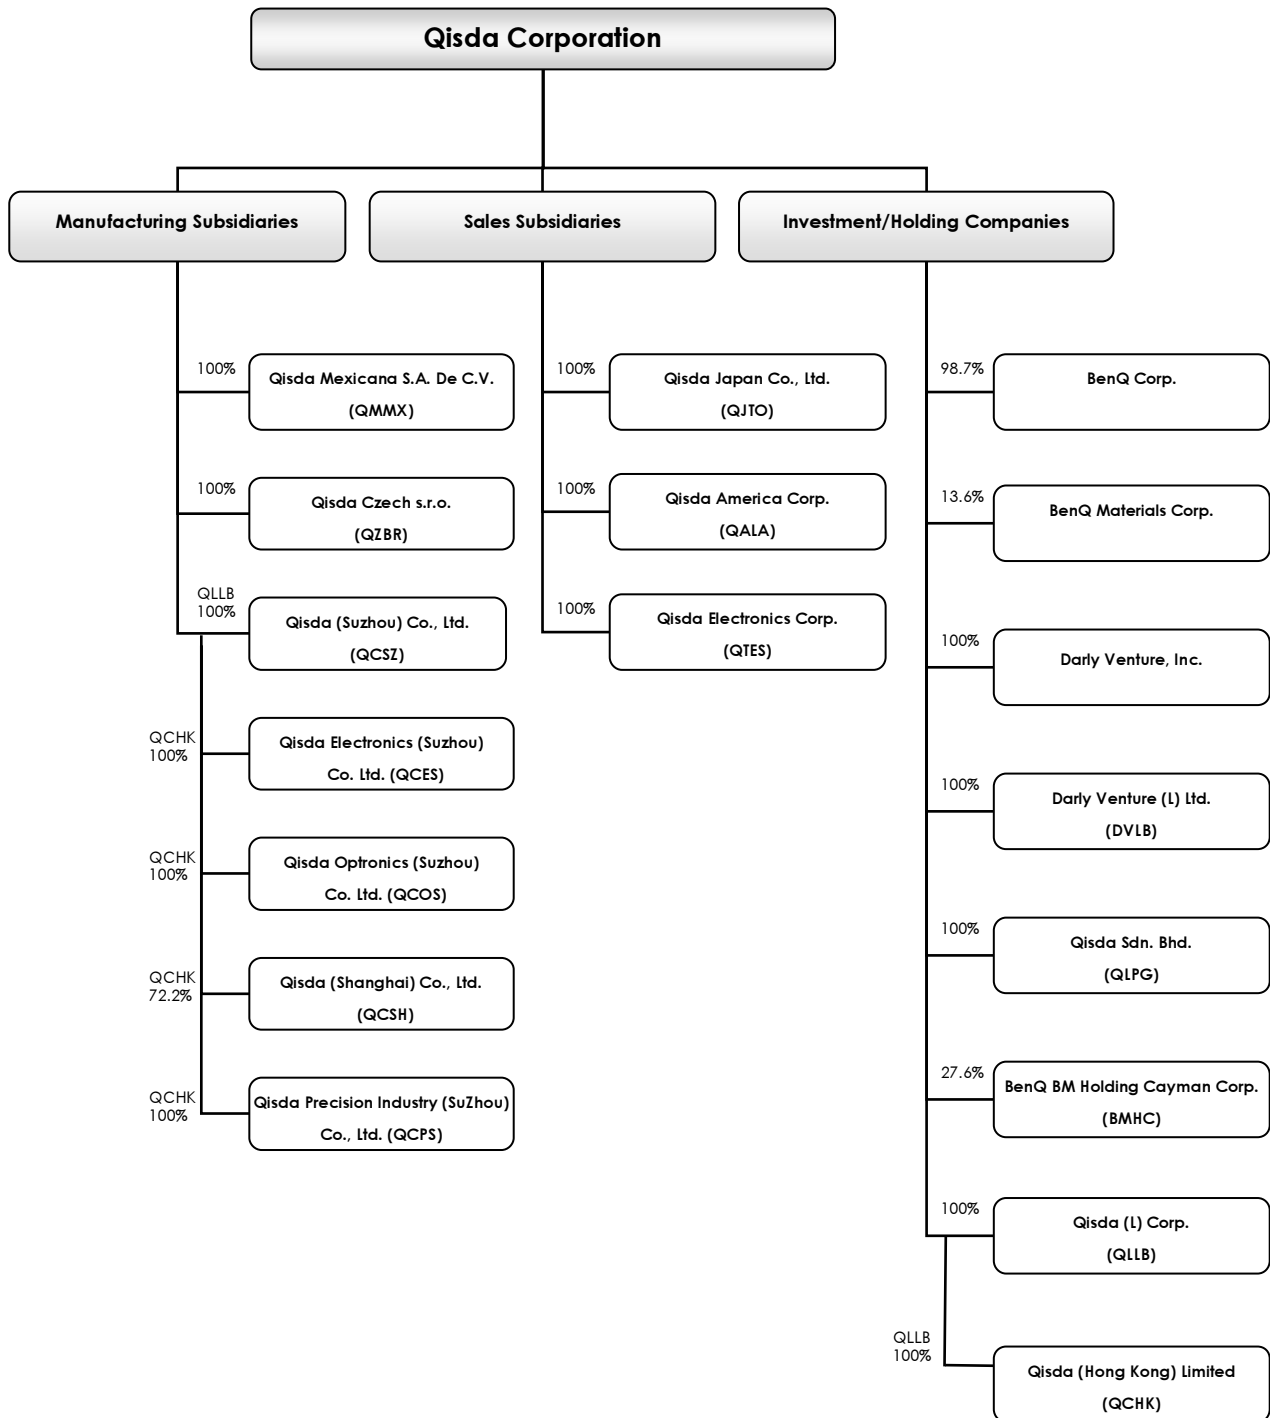 Qisda Corporation
Manufacturing Subsidiaries
Sales Subsidiaries
Investment/Holding Companies
100%
Qisda Mexicana S.A. De C.V.
(QMMX)
100%
Qisda Czech s.r.o.
(QZBR)
QLLB
100%
Qisda (Suzhou) Co., Ltd.
(QCSZ)
QCHK
100%
Qisda Electronics (Suzhou)
Co. Ltd. (QCES)
QCHK
100%
Qisda Optronics (Suzhou)
Co. Ltd. (QCOS)
QCHK
72.2%
Qisda (Shanghai) Co., Ltd.
(QCSH)
QCHK
100%
Qisda Precision Industry (SuZhou)
Co., Ltd. (QCPS)
100%
Qisda Japan Co., Ltd.
(QJTO)
100%
Qisda America Corp.
(QALA)
100%
Qisda Electronics Corp.
(QTES)
98.7%
BenQ Corp.
13.6%
BenQ Materials Corp.
100%
Darly Venture, Inc.
100%
Darly Venture (L) Ltd.
(DVLB)
100%
Qisda Sdn. Bhd.
(QLPG)
27.6%
BenQ BM Holding Cayman Corp.
(BMHC)
100%
Qisda (L) Corp.
(QLLB)
QLLB
100%
Qisda (Hong Kong) Limited
(QCHK)